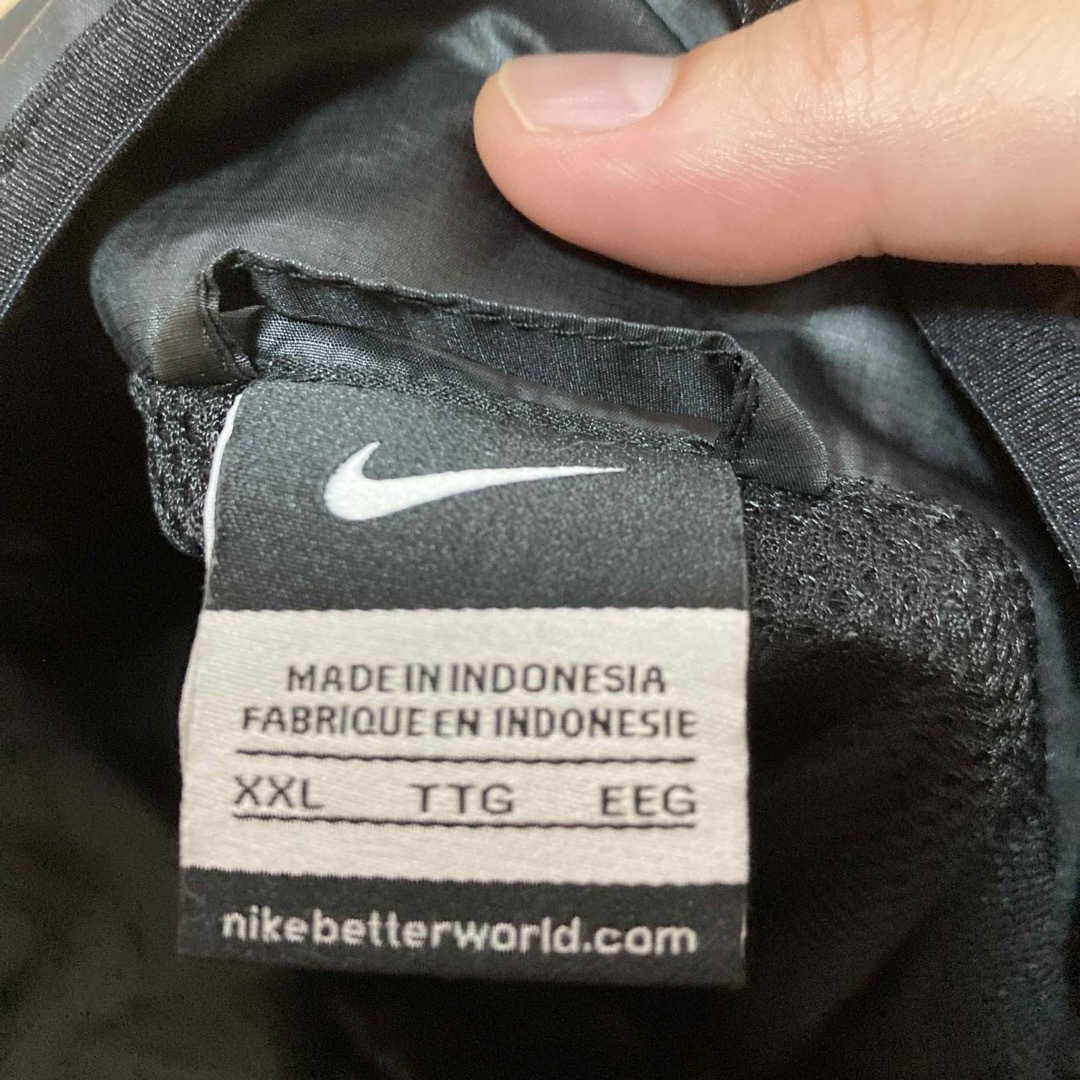 MADE IN INDONESIA
FABRIQUE EN INDONESIE
XXL TTG EEG
nikebetterworld.com